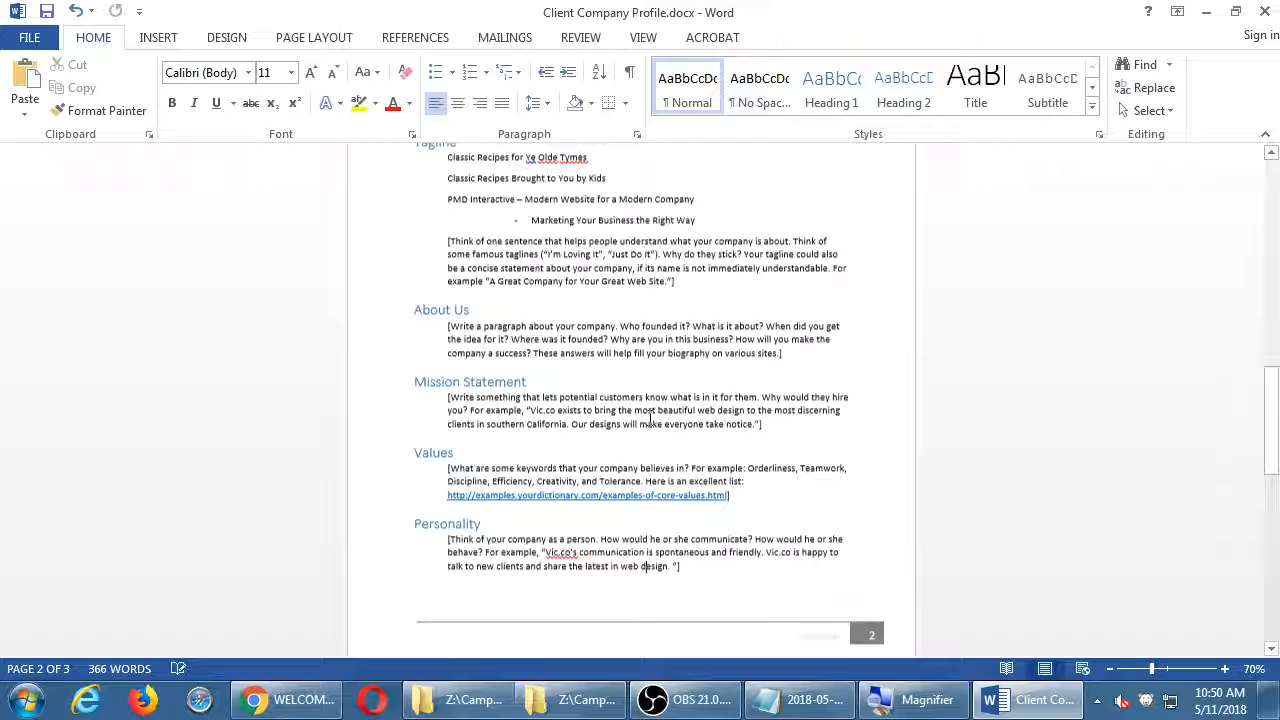 Client Company Profile.docx - Word
Sign in
FILE HOME INSERT DESIGN PAGE LAYOUT REFERENCES MAILINGS REVIEW VIEW ACROBAT
Paste
Cut
Copy
Format Painter
Calibri (Body) 11
AaBbCcDc AaBbCcDc AaBbCc AaBbCcC AaB AaBbCcC
¶ Normal ¶ No Spac... Heading 1 Heading 2 Title Subtitle
Find
Replace
Select
Clipboard Font Paragraph Styles Editing
Tagline
Classic Recipes for Ye Olde Tymes
Classic Recipes Brought to You by Kids
PMD Interactive – Modern Website for a Modern Company
- Marketing Your Business the Right Way
[Think of one sentence that helps people understand what your company is about. Think of
some famous taglines (“I’m Loving It”, “Just Do It”). Why do they stick? Your tagline could also
be a concise statement about your company, if its name is not immediately understandable. For
example “A Great Company for Your Great Web Site.”]
About Us
[Write a paragraph about your company. Who founded it? What is it about? When did you get
the idea for it? Where was it founded? Why are you in this business? How will you make the
company a success? These answers will help fill your biography on various sites.]
Mission Statement
[Write something that lets potential customers know what is in it for them. Why would they hire
you? For example, “Vic.co exists to bring the most beautiful web design to the most discerning
clients in southern California. Our designs will make everyone take notice.”]
Values
[What are some keywords that your company believes in? For example: Orderliness, Teamwork,
Discipline, Efficiency, Creativity, and Tolerance. Here is an excellent list:
http://examples.yourdictionary.com/examples-of-core-values.html]
Personality
[Think of your company as a person. How would he or she communicate? How would he or she
behave? For example, “Vic.co’s communication is spontaneous and friendly. Vic.co is happy to
talk to new clients and share the latest in web design. ”]
2
PAGE 2 OF 3 366 WORDS 70%
WELCOM... Z:\Camp... Z:\Camp... OBS 21.0.... 2018-05-... Magnifier Client Co...
10:50 AM
5/11/2018